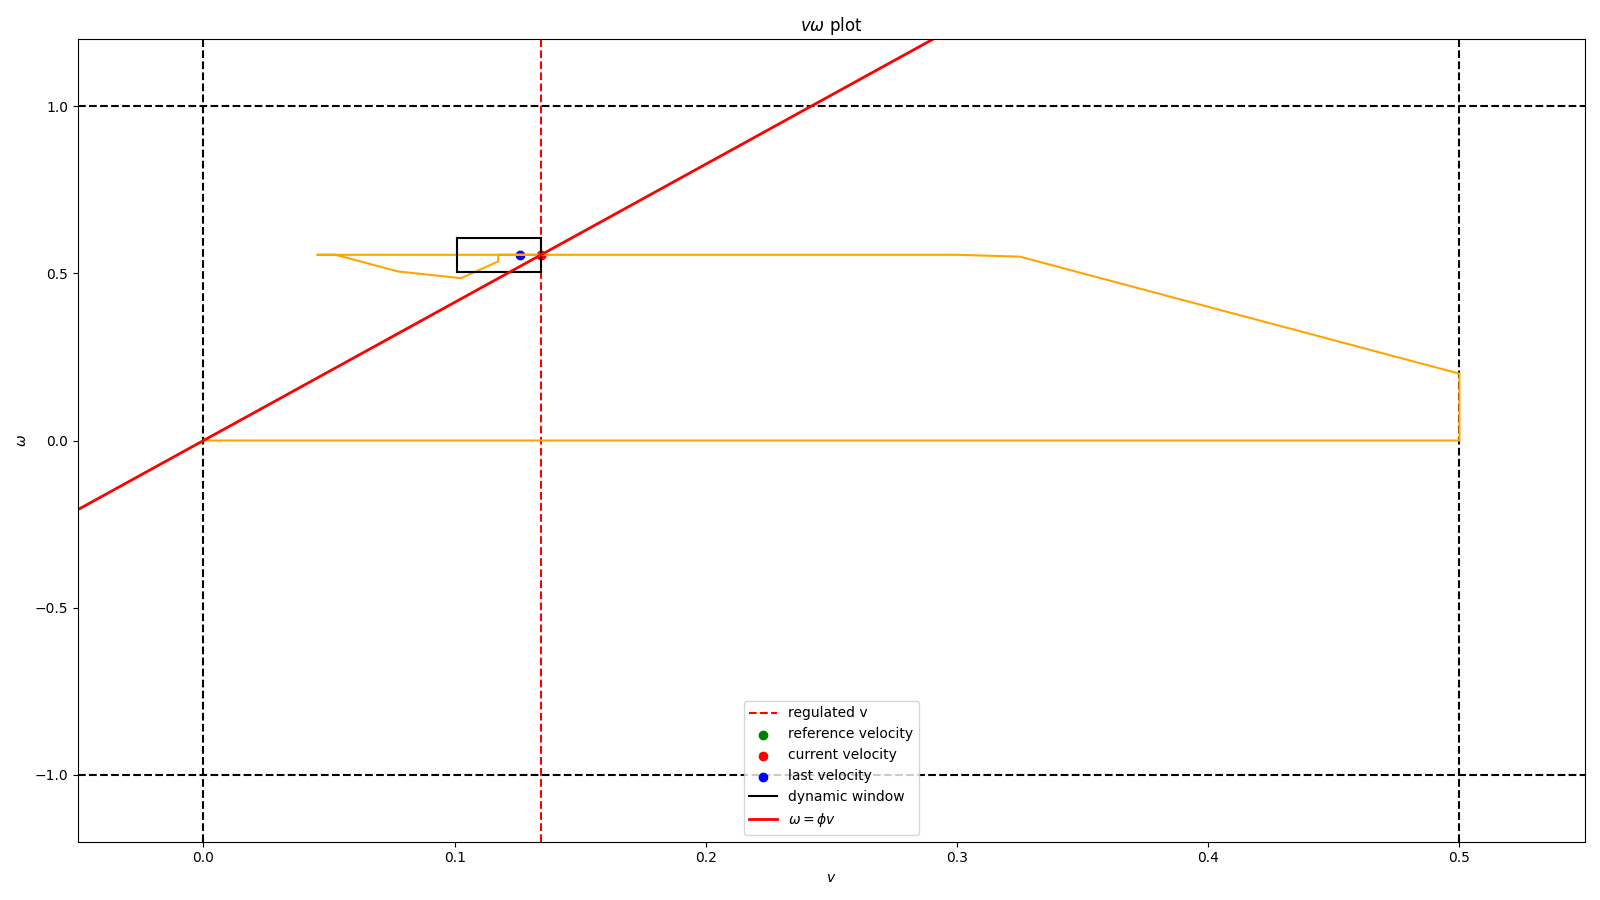 vω plot
1.0
0.5
0.0
−0.5
−1.0
ω
regulated v
reference velocity
current velocity
last velocity
dynamic window
ω = ϕv
0.0 0.1 0.2 0.3 0.4 0.5
v